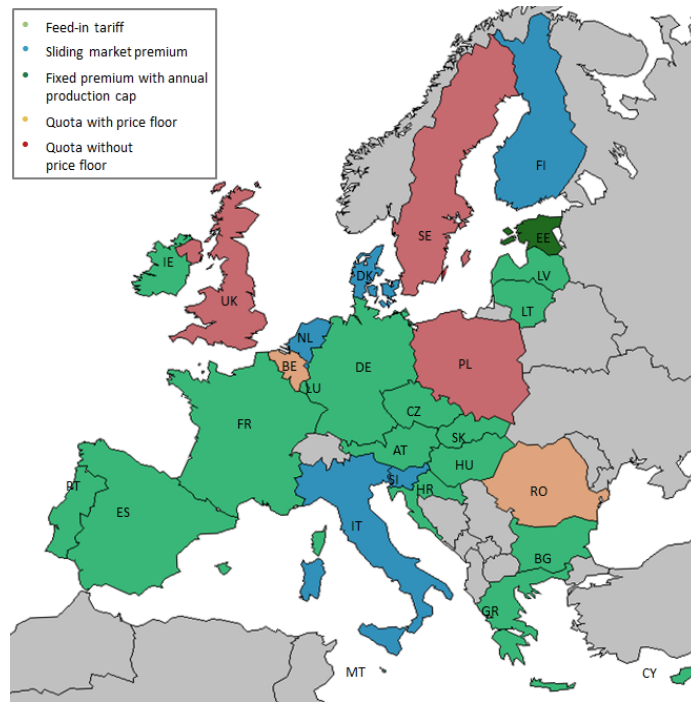 Feed-in tariff
Sliding market premium
Fixed premium with annual
production cap
Quota with price floor
Quota without
price floor
FI
SE
EE
IE
LV
DK
UK
LT
NL
BE
DE
PL
LU
CZ
FR
SK
AT
HU
SI
HR
RO
PT
ES
IT
BG
GR
MT
CY